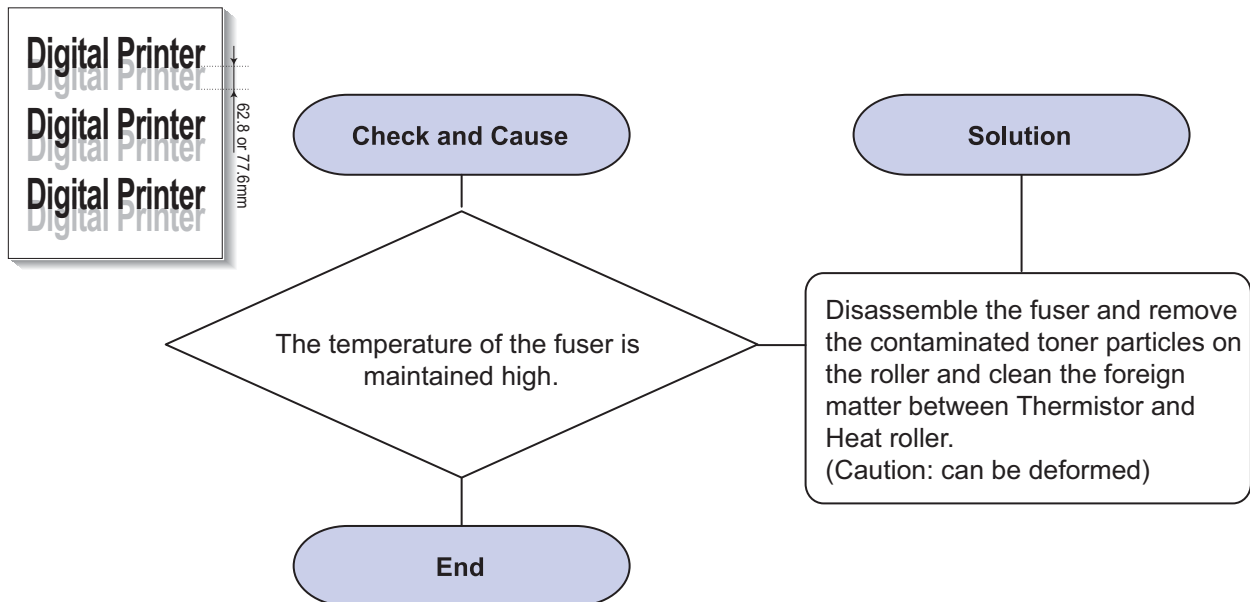 Digital Printer
Digital Printer
Digital Printer
Digital Printer
Digital Printer
Digital Printer
62.8 or 77.6mm
Check and Cause
The temperature of the fuser is
maintained high.
End
Solution
Disassemble the fuser and remove
the contaminated toner particles on
the roller and clean the foreign
matter between Thermistor and
Heat roller.
(Caution: can be deformed)